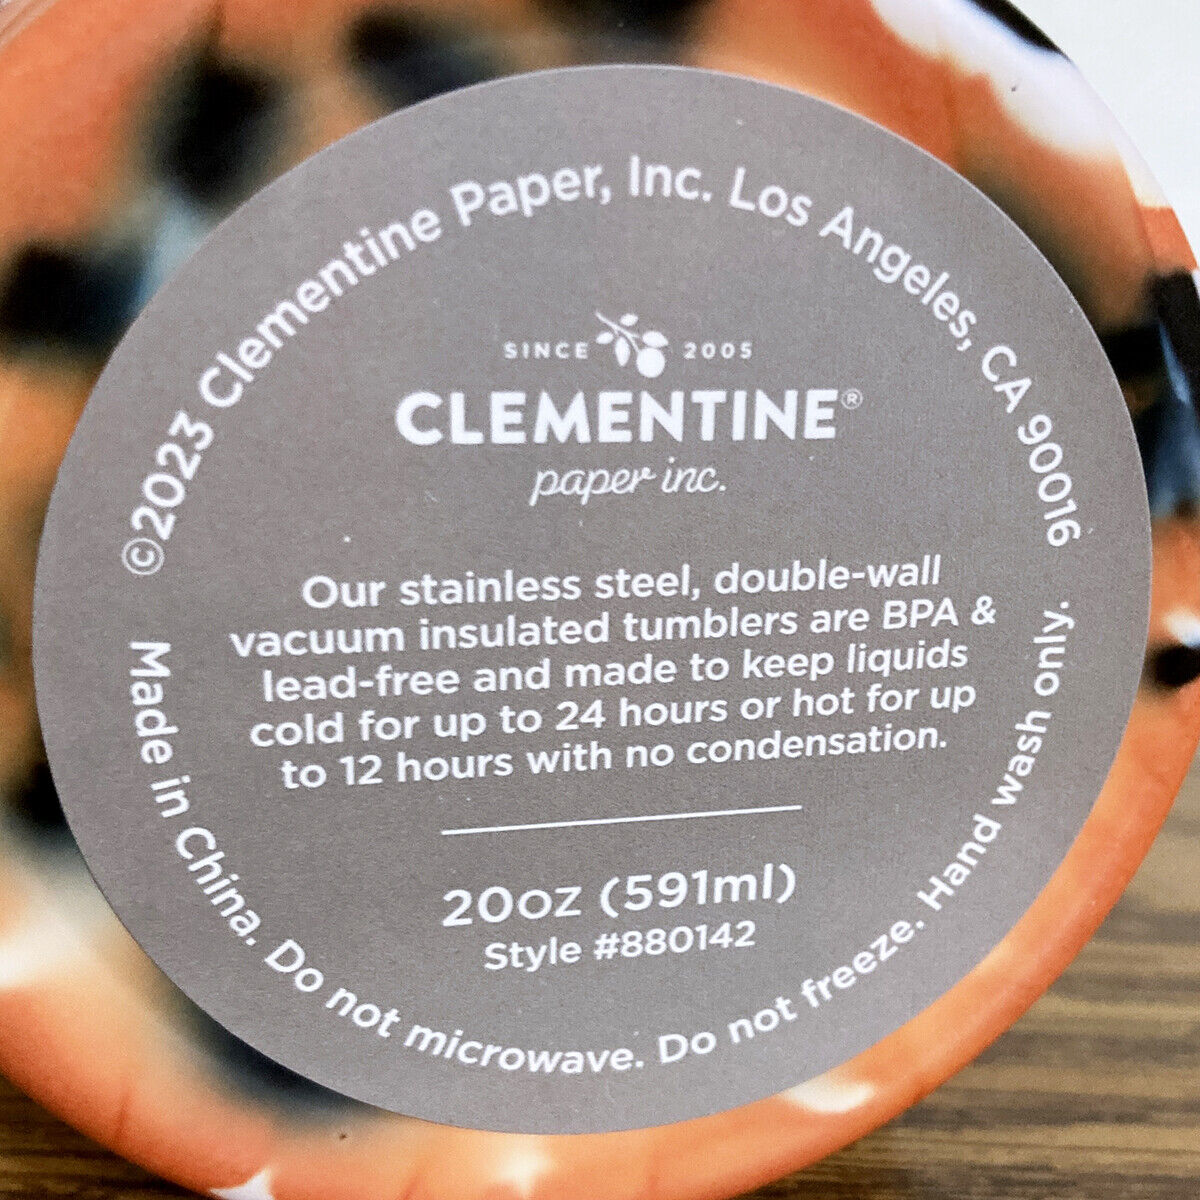 ©2023 Clementine Paper, Inc. Los Angeles, CA 90016
SINCE 2005
CLEMENTINE®
paper inc.
Our stainless steel, double-wall
vacuum insulated tumblers are BPA &
lead-free and made to keep liquids
cold for up to 24 hours or hot for up
to 12 hours with no condensation.
20oz (591ml)
Style #880142
Made in China. Do not microwave. Do not freeze. Hand wash only.